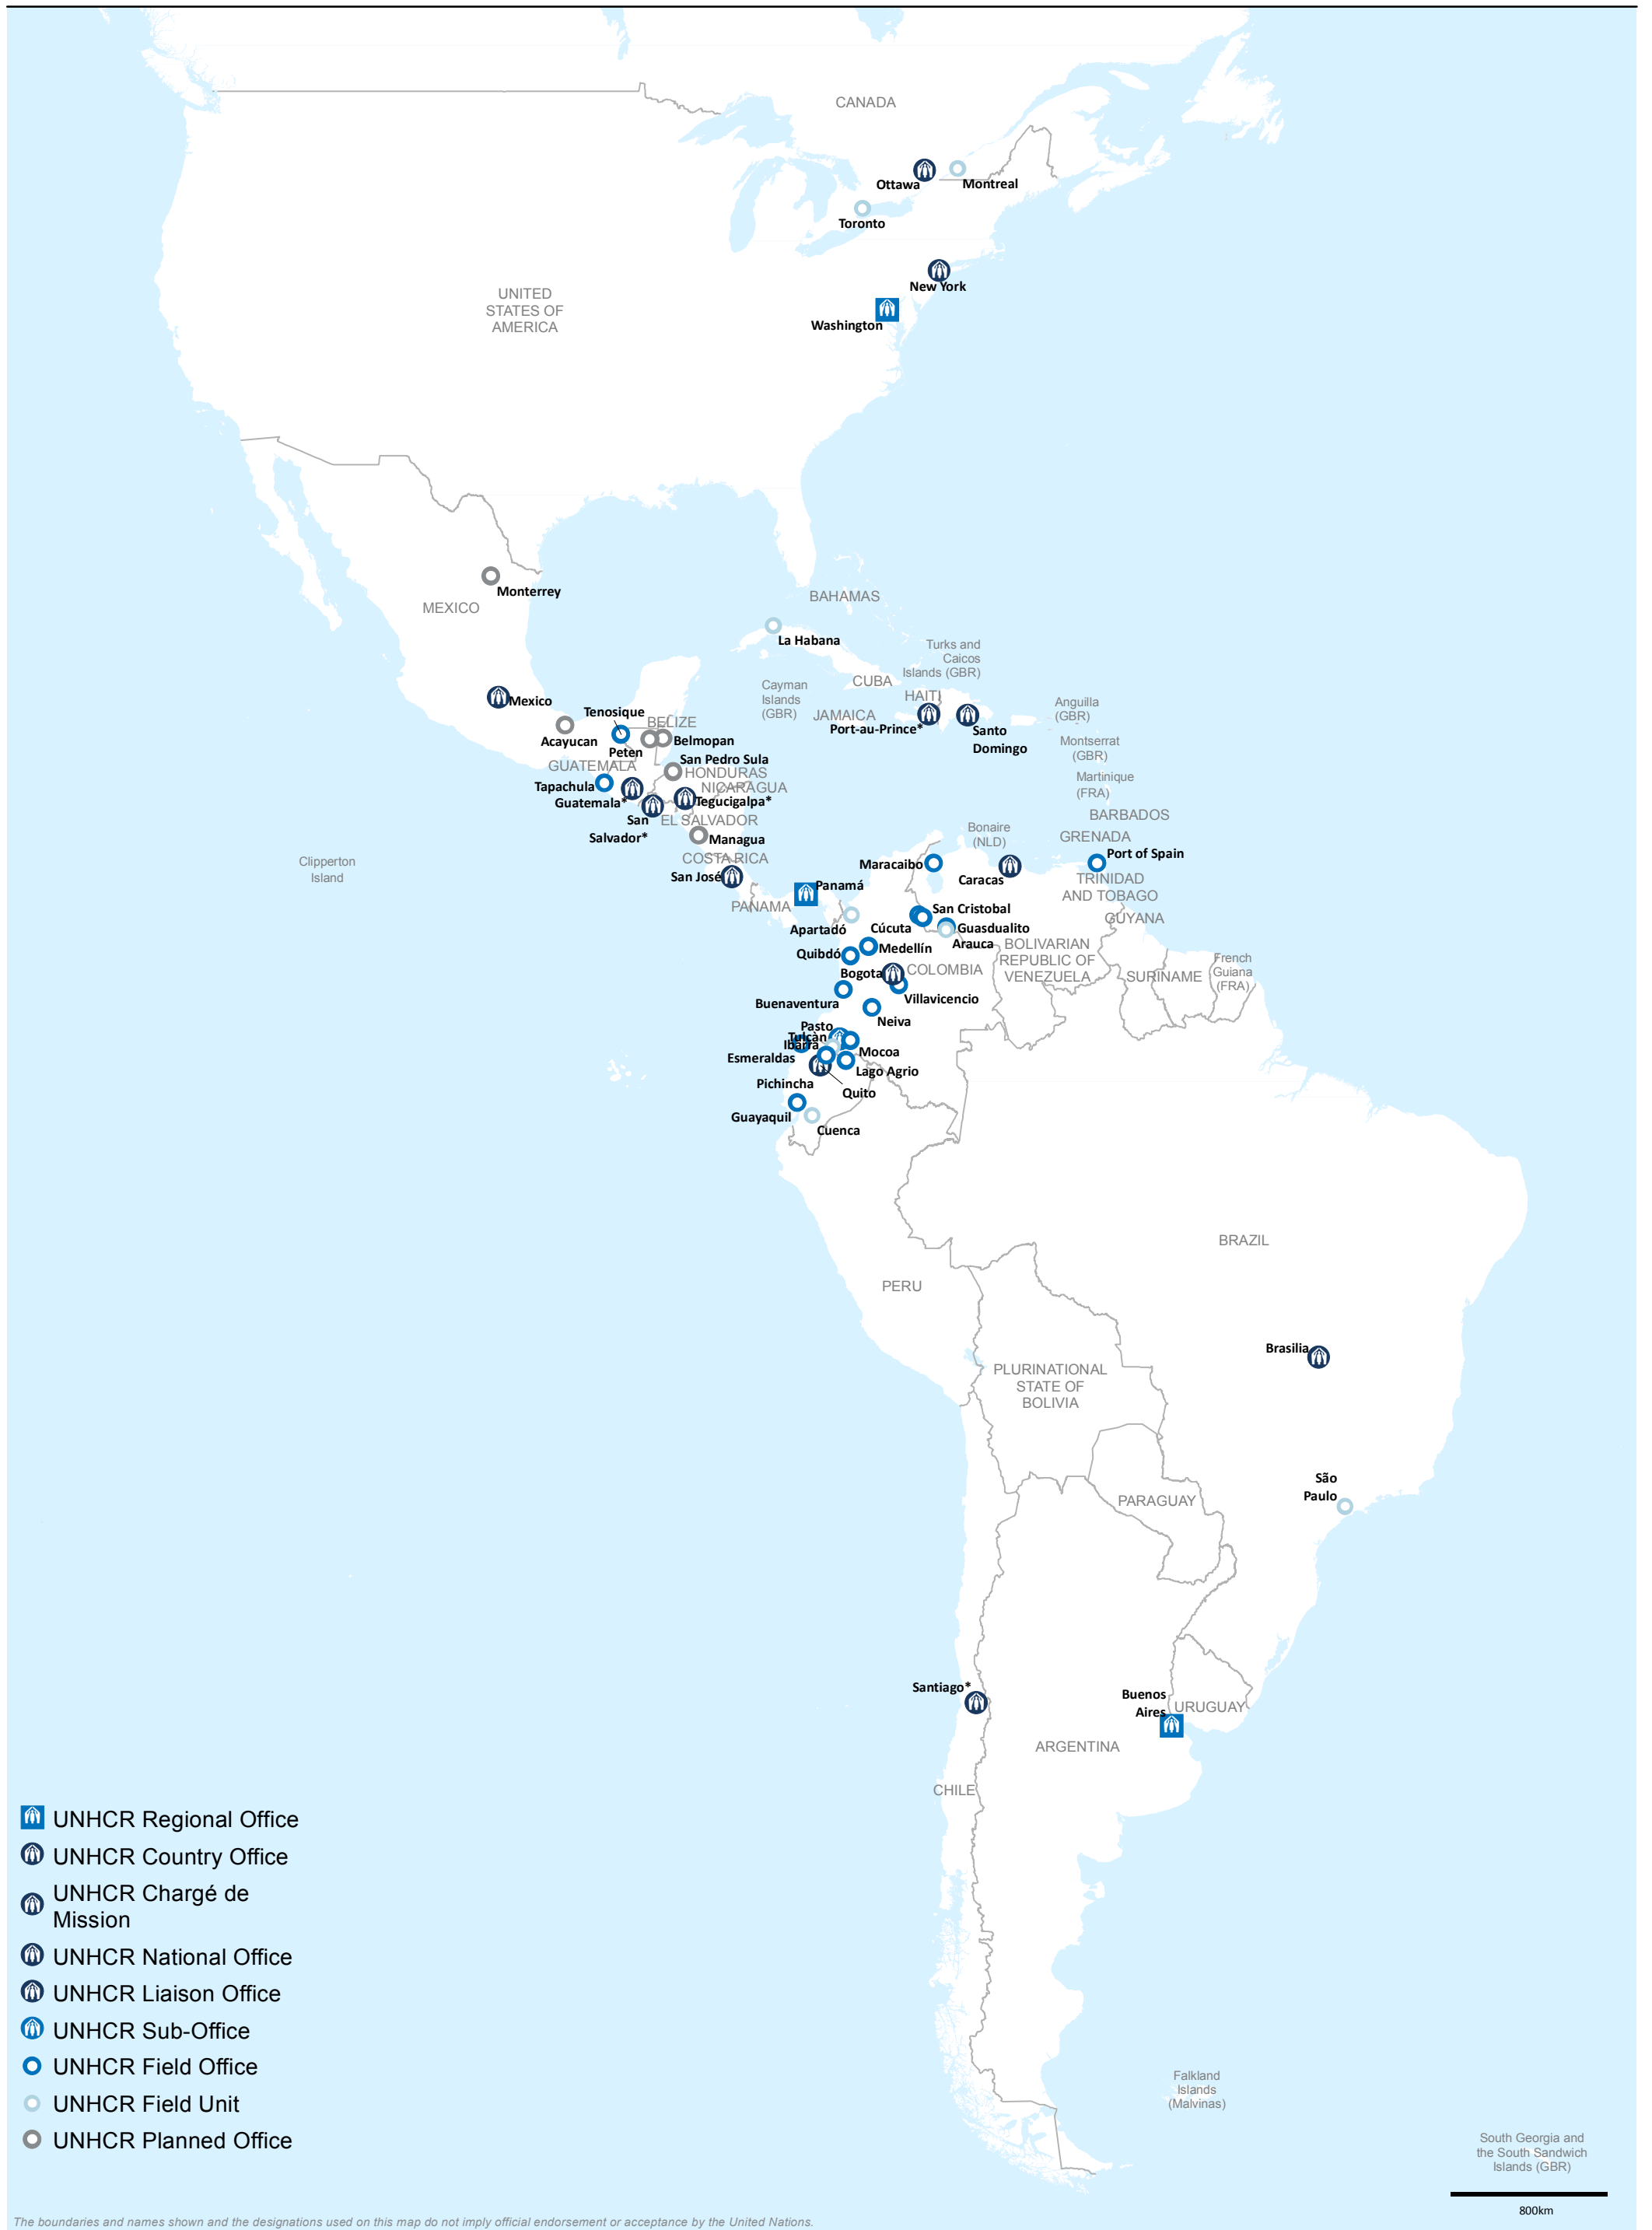 CANADA
Ottawa
Montreal
Toronto
New York
UNITED
STATES OF
AMERICA
Washington
Monterrey
MEXICO
BAHAMAS
La Habana
Turks and
Caicos
Islands (GBR)
CUBA
Cayman
Islands
(GBR)
HAITI
JAMAICA
Port-au-Prince*
Santo
Domingo
Anguilla
(GBR)
Montserrat
(GBR)
Martinique
(FRA)
BARBADOS
GRENADA
Mexico
Tenosique
BELIZE
Acayucan
Peten
Belmopan
San Pedro Sula
GUATEMALA
HONDURAS
NICARAGUA
Tapachula
Guatemala*
Tegucigalpa*
San
Salvador*
EL SALVADOR
Managua
COSTA RICA
San José
Clipperton
Island
Bonaire
(NLD)
Port of Spain
Maracaibo
Caracas
TRINIDAD
AND TOBAGO
Panamá
PANAMA
GUYANA
San Cristobal
Apartadó
Cúcuta
Guasdualito
Arauca
BOLIVARIAN
REPUBLIC OF
VENEZUELA
Medellín
Quibdó
COLOMBIA
Bogota
SURINAME
French
Guiana
(FRA)
Villavicencio
Buenaventura
Neiva
Pasto
Tulcàn
Ibarra
Mocoa
Esmeraldas
Lago Agrio
Pichincha
Quito
Guayaquil
Cuenca
BRAZIL
PERU
Brasilia
PLURINATIONAL
STATE OF
BOLIVIA
São
Paulo
PARAGUAY
Santiago*
Buenos
Aires
URUGUAY
ARGENTINA
CHILE
UNHCR Regional Office
UNHCR Country Office
UNHCR Chargé de
Mission
UNHCR National Office
UNHCR Liaison Office
UNHCR Sub-Office
UNHCR Field Office
UNHCR Field Unit
UNHCR Planned Office
Falkland
Islands
(Malvinas)
South Georgia and
the South Sandwich
Islands (GBR)
800km
The boundaries and names shown and the designations used on this map do not imply official endorsement or acceptance by the United Nations.